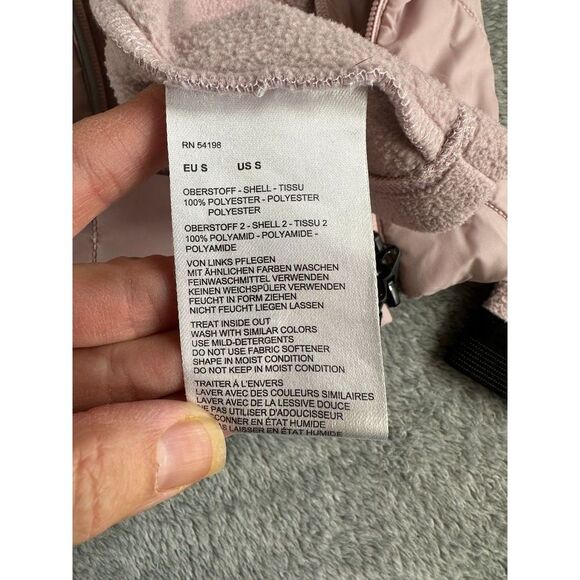 RN 54198
EU S US S
OBERSTOFF - SHELL - TISSU
100% POLYESTER - POLYESTER
POLYESTER
OBERSTOFF 2 - SHELL 2 - TISSU 2
100% POLYAMID - POLYAMIDE -
POLYAMIDE
VON LINKS PFLEGEN
MIT ÄHNLICHEN FARBEN WASCHEN
FEINWASCHMITTEL VERWENDEN
KEINEN WEICHSPÜLER VERWENDEN
FEUCHT IN FORM ZIEHEN
NICHT FEUCHT LIEGEN LASSEN
TREAT INSIDE OUT
WASH WITH SIMILAR COLORS
USE MILD-DETERGENTS
DO NOT USE FABRIC SOFTENER
SHAPE IN MOIST CONDITION
DO NOT KEEP IN MOIST CONDITION
TRAITER Á L'ENVERS
LAVER AVEC DES COULEURS SIMILAIRES
LAVER AVEC DE LA LESSIVE DOUCE
NE PAS UTILISER D'ADOUCISSEUR
EN ÉTAT HUMIDE
LAISSER EN ÉTAT HUMIDE